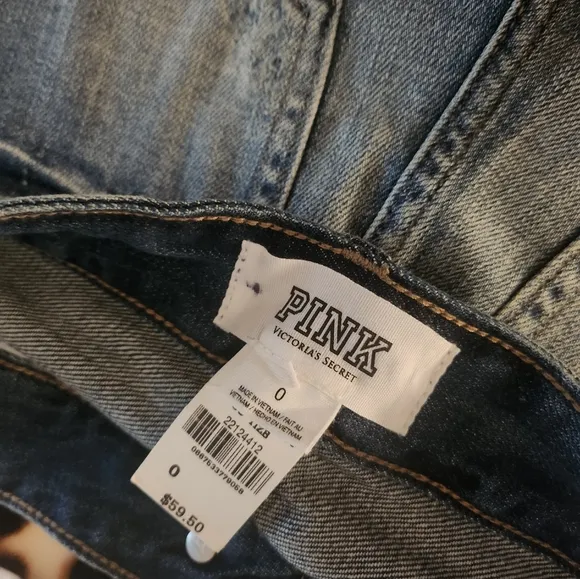 PINK
VICTORIA'S SECRET
0
MADE IN VIETNAM / FAIT AU
VIETNAM / HECHO EN VIETNAM
22124412
0
$59.50